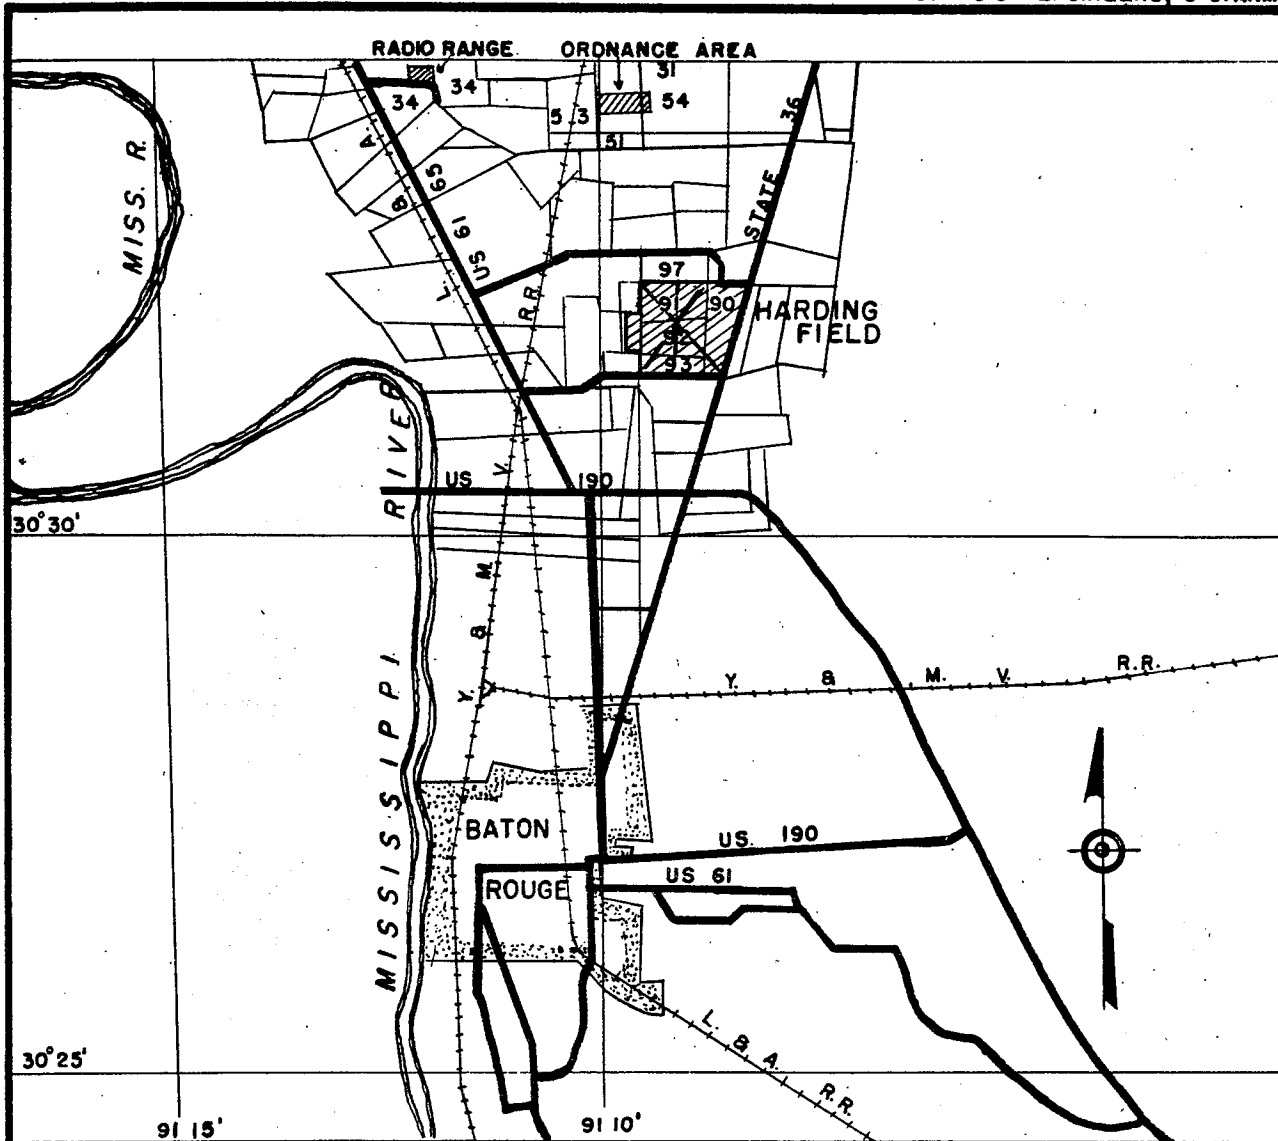 RADIO RANGE
ORDNANCE AREA
34
34
31
54
5 3
51
36
STATE
MISS. R.
L. & A.
US 61 65
R.R.
97
91
90
92
93
HARDING
FIELD
US 190
30°30'
MISSISSIPPI RIVER
Y. & M. V.
Y. & M. V. R.R.
BATON
ROUGE
US. 190
US 61
L. & A. R.R.
30°25'
91 15'
91 10'